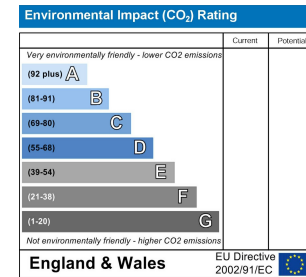 Environmental Impact (CO₂) Rating
Current Potential
Very environmentally friendly - lower CO2 emissions
(92 plus) A
(81-91) B
(69-80) C
(55-68) D
(39-54) E
(21-38) F
(1-20) G
Not environmentally friendly - higher CO2 emissions
England & Wales
EU Directive
2002/91/EC